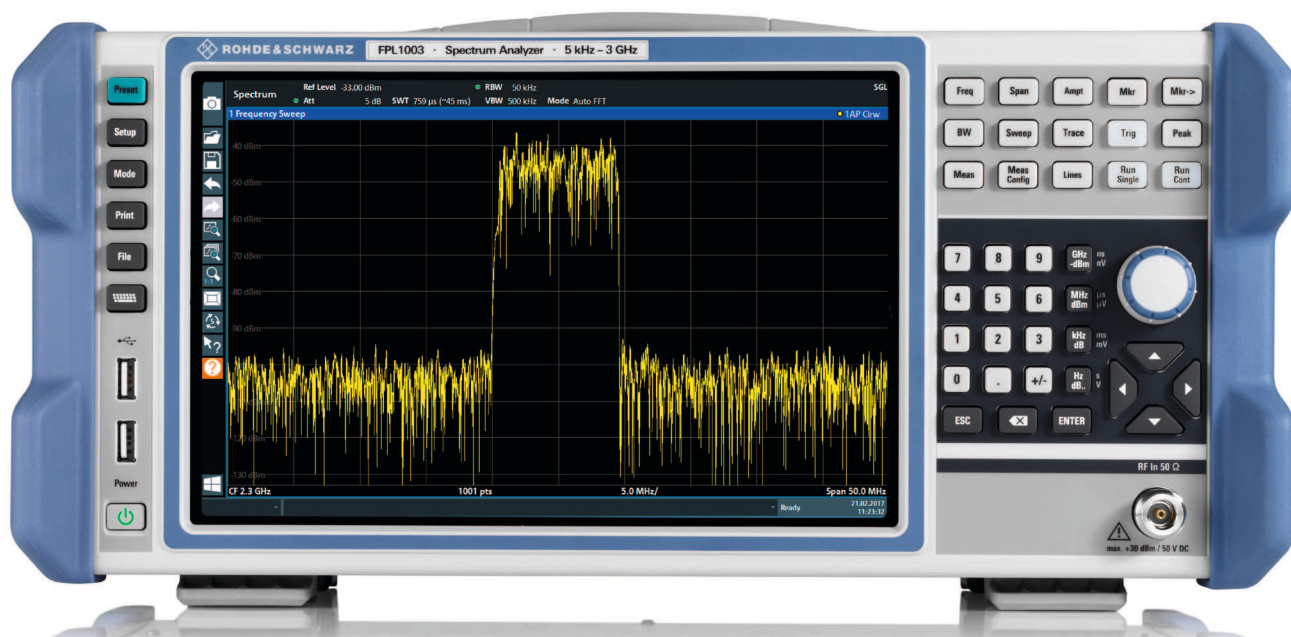 ROHDE&SCHWARZ FPL1003 · Spectrum Analyzer · 5 kHz – 3 GHz
Preset
Setup
Mode
Print
File
Power
Spectrum
Ref Level -33.00 dBm RBW 50 kHz SGL
Att 5 dB SWT 759 µs (~45 ms) VBW 500 kHz Mode Auto FFT
1 Frequency Sweep 1AP Clrw
-40 dBm
-50 dBm
-60 dBm
-70 dBm
-80 dBm
-90 dBm
-120 dBm
-130 dBm
1:1
CF 2.3 GHz 1001 pts 5.0 MHz/ Span 50.0 MHz
Ready 21.02.2017
11:23:32
Freq Span Ampt Mkr Mkr->
BW Sweep Trace Trig Peak
Meas Meas Config Lines Run Single Run Cont
7 8 9 GHz -dBm ns nV
4 5 6 MHz dBm µs µV
1 2 3 kHz dB ms mV
0 . +/- Hz dB.. s V
ESC ENTER
RF In 50 Ω
max. +30 dBm / 50 V DC